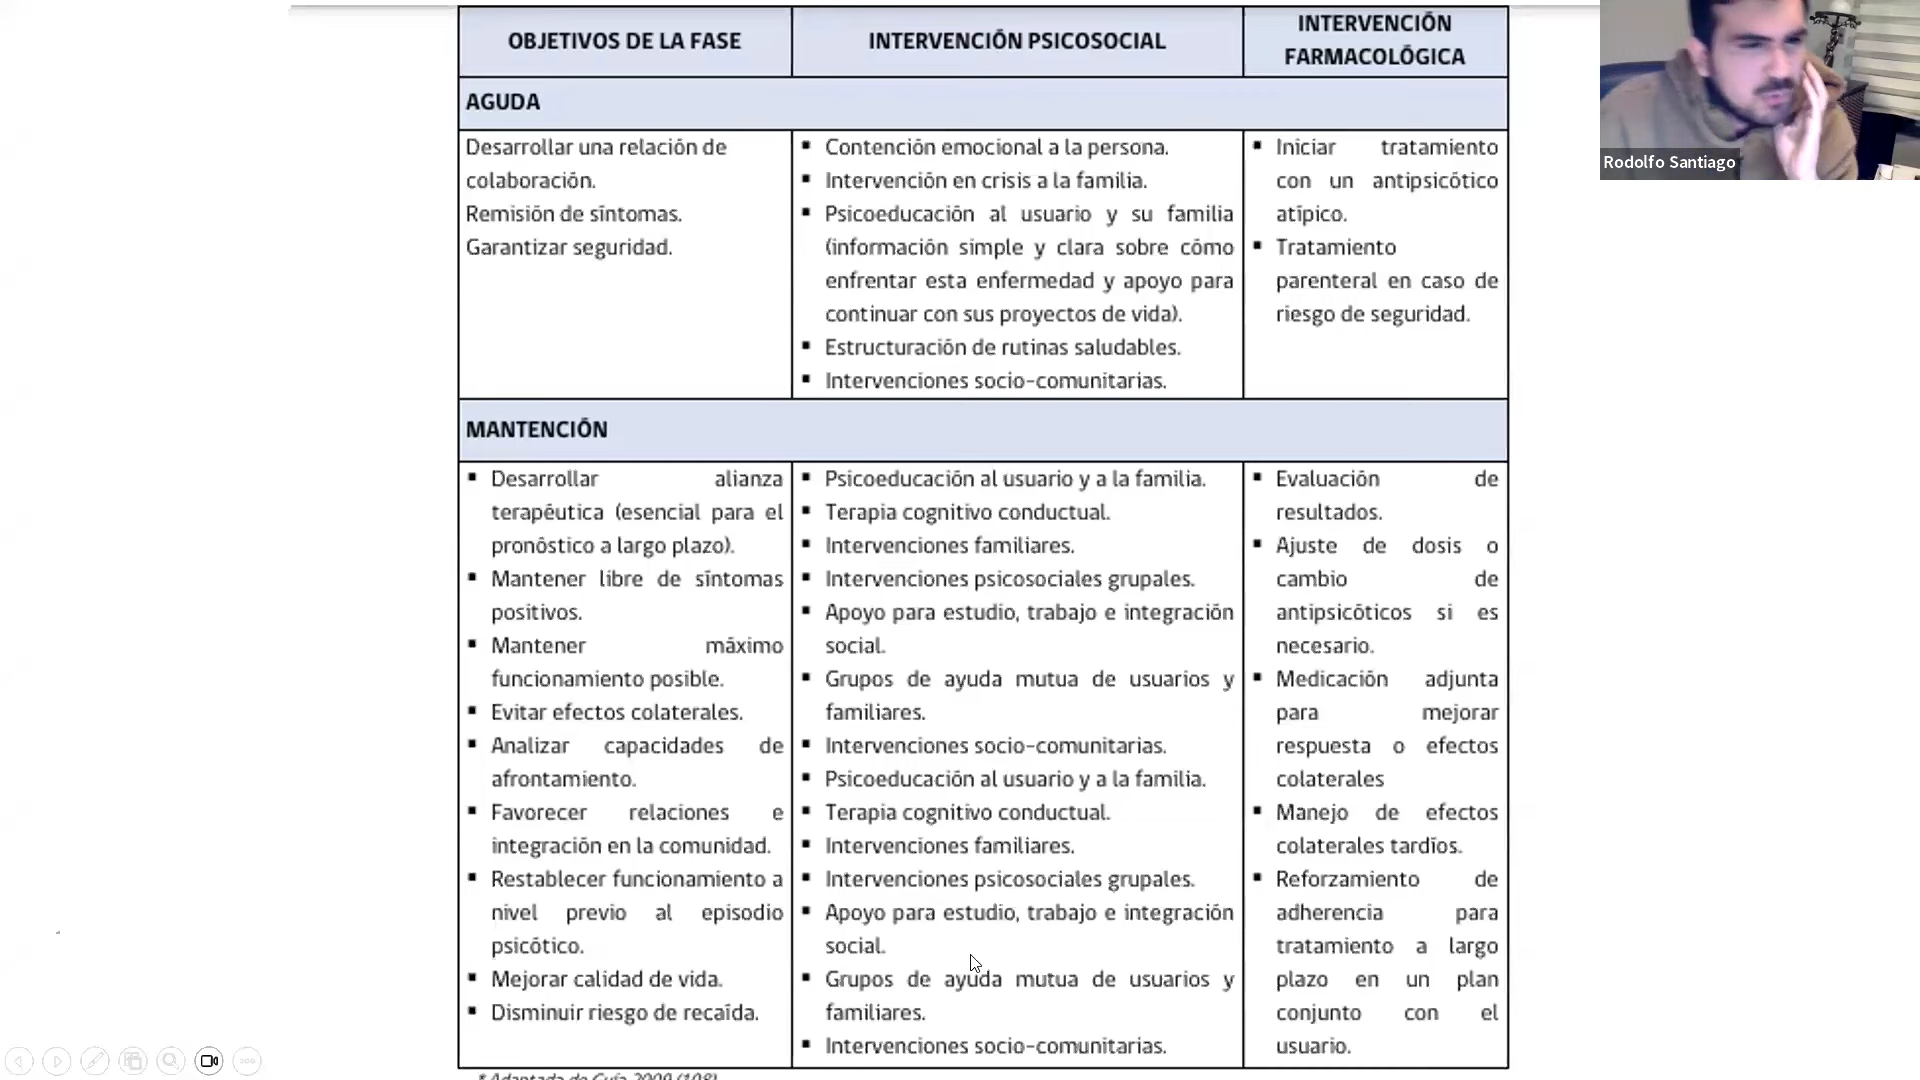 OBJETIVOS DE LA FASE
INTERVENCIÓN PSICOSOCIAL
INTERVENCIÓN
FARMACOLÓGICA
AGUDA
Desarrollar una relación de
colaboración.
Remisión de síntomas.
Garantizar seguridad.
▪ Contención emocional a la persona.
▪ Intervención en crisis a la familia.
▪ Psicoeducación al usuario y su familia
(información simple y clara sobre cómo
enfrentar esta enfermedad y apoyo para
continuar con sus proyectos de vida).
▪ Estructuración de rutinas saludables.
▪ Intervenciones socio-comunitarias.
▪ Iniciar tratamiento
con un antipsicótico
atípico.
▪ Tratamiento
parenteral en caso de
riesgo de seguridad.
MANTENCIÓN
▪ Desarrollar alianza
terapéutica (esencial para el
pronóstico a largo plazo).
▪ Mantener libre de síntomas
positivos.
▪ Mantener máximo
funcionamiento posible.
▪ Evitar efectos colaterales.
▪ Analizar capacidades de
afrontamiento.
▪ Favorecer relaciones e
integración en la comunidad.
▪ Restablecer funcionamiento a
nivel previo al episodio
psicótico.
▪ Mejorar calidad de vida.
▪ Disminuir riesgo de recaída.
▪ Psicoeducación al usuario y a la familia.
▪ Terapia cognitivo conductual.
▪ Intervenciones familiares.
▪ Intervenciones psicosociales grupales.
▪ Apoyo para estudio, trabajo e integración
social.
▪ Grupos de ayuda mutua de usuarios y
familiares.
▪ Intervenciones socio-comunitarias.
▪ Psicoeducación al usuario y a la familia.
▪ Terapia cognitivo conductual.
▪ Intervenciones familiares.
▪ Intervenciones psicosociales grupales.
▪ Apoyo para estudio, trabajo e integración
social.
▪ Grupos de ayuda mutua de usuarios y
familiares.
▪ Intervenciones socio-comunitarias.
▪ Evaluación de
resultados.
▪ Ajuste de dosis o
cambio de
antipsicóticos si es
necesario.
▪ Medicación adjunta
para mejorar
respuesta o efectos
colaterales
▪ Manejo de efectos
colaterales tardíos.
▪ Reforzamiento de
adherencia para
tratamiento a largo
plazo en un plan
conjunto con el
usuario.
* Adaptada de Guía 2009 (108)
Rodolfo Santiago